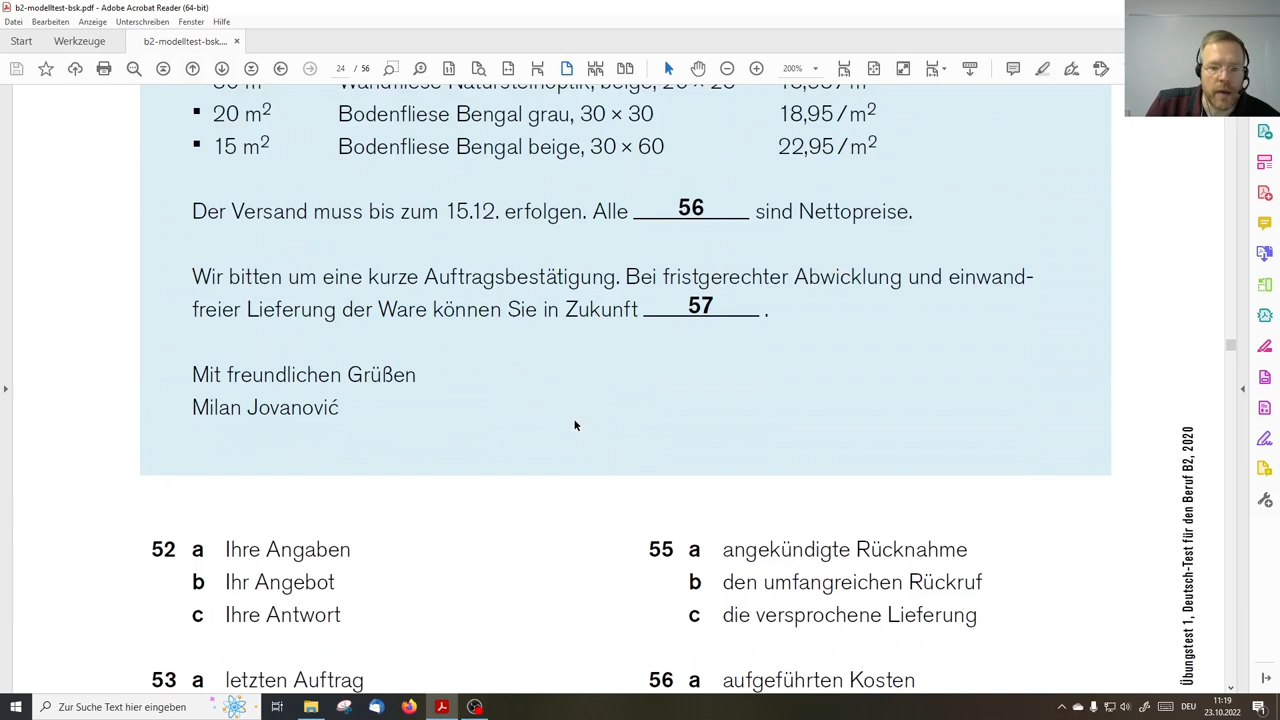 b2-modelltest-bsk.pdf - Adobe Acrobat Reader (64-bit)
Datei Bearbeiten Anzeige Unterschreiben Fenster Hilfe
Start Werkzeuge b2-modelltest-bsk.... ×
24 / 56 200%
▪ 20 m² Bodenfliese Bengal grau, 30 × 30 18,95 / m²
▪ 15 m² Bodenfliese Bengal beige, 30 × 60 22,95 / m²
Der Versand muss bis zum 15.12. erfolgen. Alle 56 sind Nettopreise.
Wir bitten um eine kurze Auftragsbestätigung. Bei fristgerechter Abwicklung und einwand-
freier Lieferung der Ware können Sie in Zukunft 57 .
Mit freundlichen Grüßen
Milan Jovanović
52 a Ihre Angaben
b Ihr Angebot
c Ihre Antwort
53 a letzten Auftrag
55 a angekündigte Rücknahme
b den umfangreichen Rückruf
c die versprochene Lieferung
56 a aufgeführten Kosten
Übungstest 1, Deutsch-Test für den Beruf B2, 2020
Zur Suche Text hier eingeben
DEU
11:19
23.10.2022